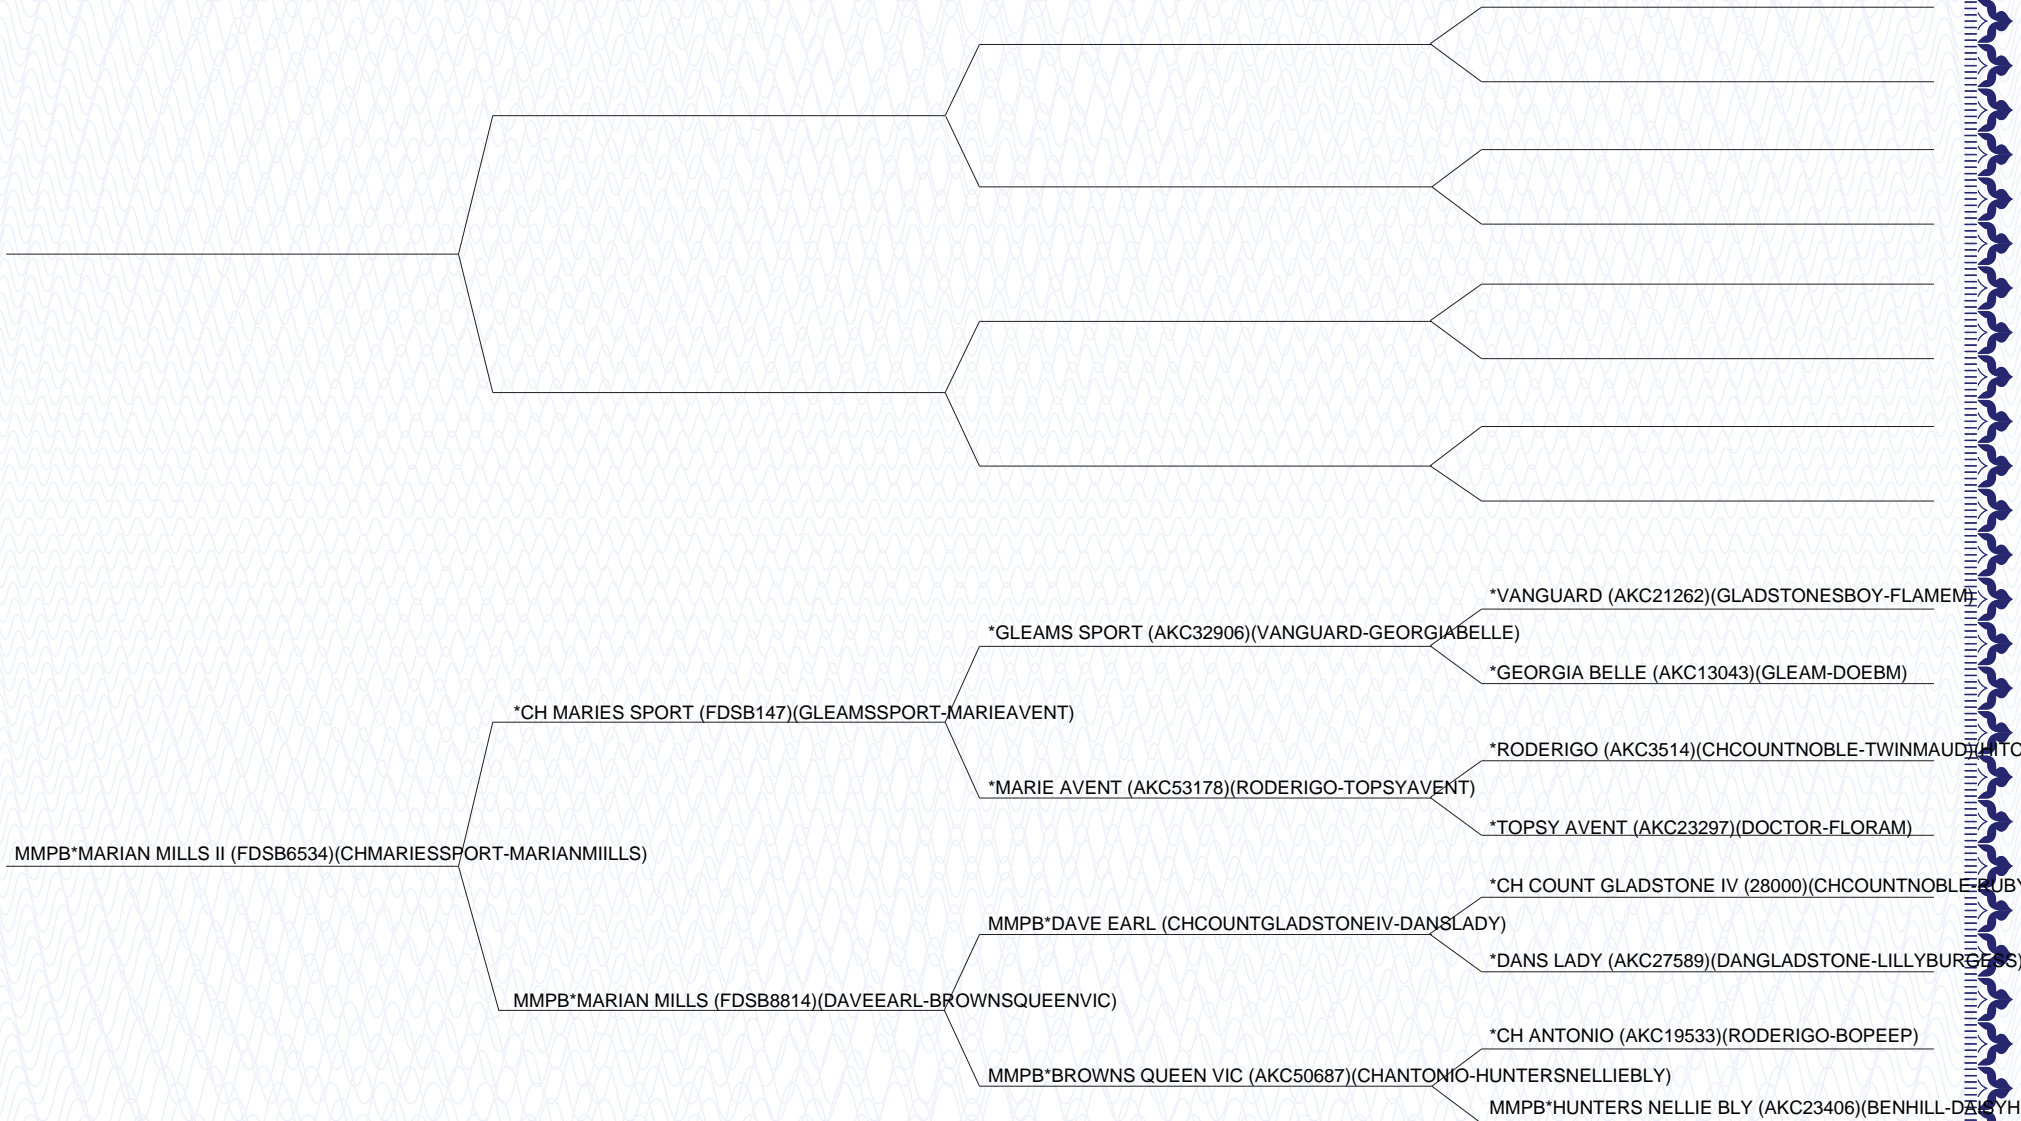 *VANGUARD (AKC21262)(GLADSTONESBOY-FLAMEM)
*GLEAMS SPORT (AKC32906)(VANGUARD-GEORGIABELLE)
*GEORGIA BELLE (AKC13043)(GLEAM-DOEBM)
*CH MARIES SPORT (FDSB147)(GLEAMSSPORT-MARIEAVENT)
*RODERIGO (AKC3514)(CHCOUNTNOBLE-TWINMAUD)(HITC
*MARIE AVENT (AKC53178)(RODERIGO-TOPSYAVENT)
*TOPSY AVENT (AKC23297)(DOCTOR-FLORAM)
MMPB*MARIAN MILLS II (FDSB6534)(CHMARIESSPORT-MARIANMIILLS)
*CH COUNT GLADSTONE IV (28000)(CHCOUNTNOBLE-RUBY
MMPB*DAVE EARL (CHCOUNTGLADSTONEIV-DANSLADY)
*DANS LADY (AKC27589)(DANGLADSTONE-LILLYBURGESS)
MMPB*MARIAN MILLS (FDSB8814)(DAVEEARL-BROWNSQUEENVIC)
*CH ANTONIO (AKC19533)(RODERIGO-BOPEEP)
MMPB*BROWNS QUEEN VIC (AKC50687)(CHANTONIO-HUNTERSNELLIEBLY)
MMPB*HUNTERS NELLIE BLY (AKC23406)(BENHILL-DAISYH